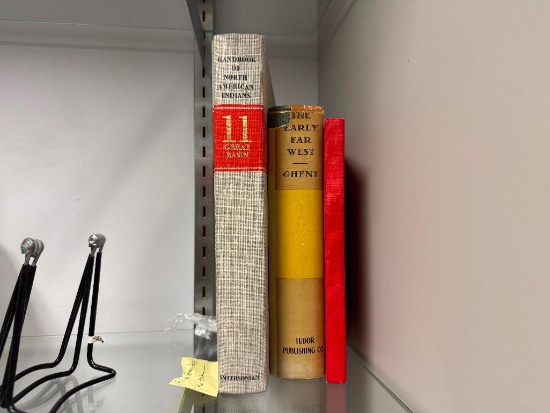 HANDBOOK
OF
NORTH
AMERICAN
INDIANS
11
GREAT
BASIN
SMITHSONIAN
THE
EARLY
FAR
WEST
GHENT
TUDOR
PUBLISHING CO.